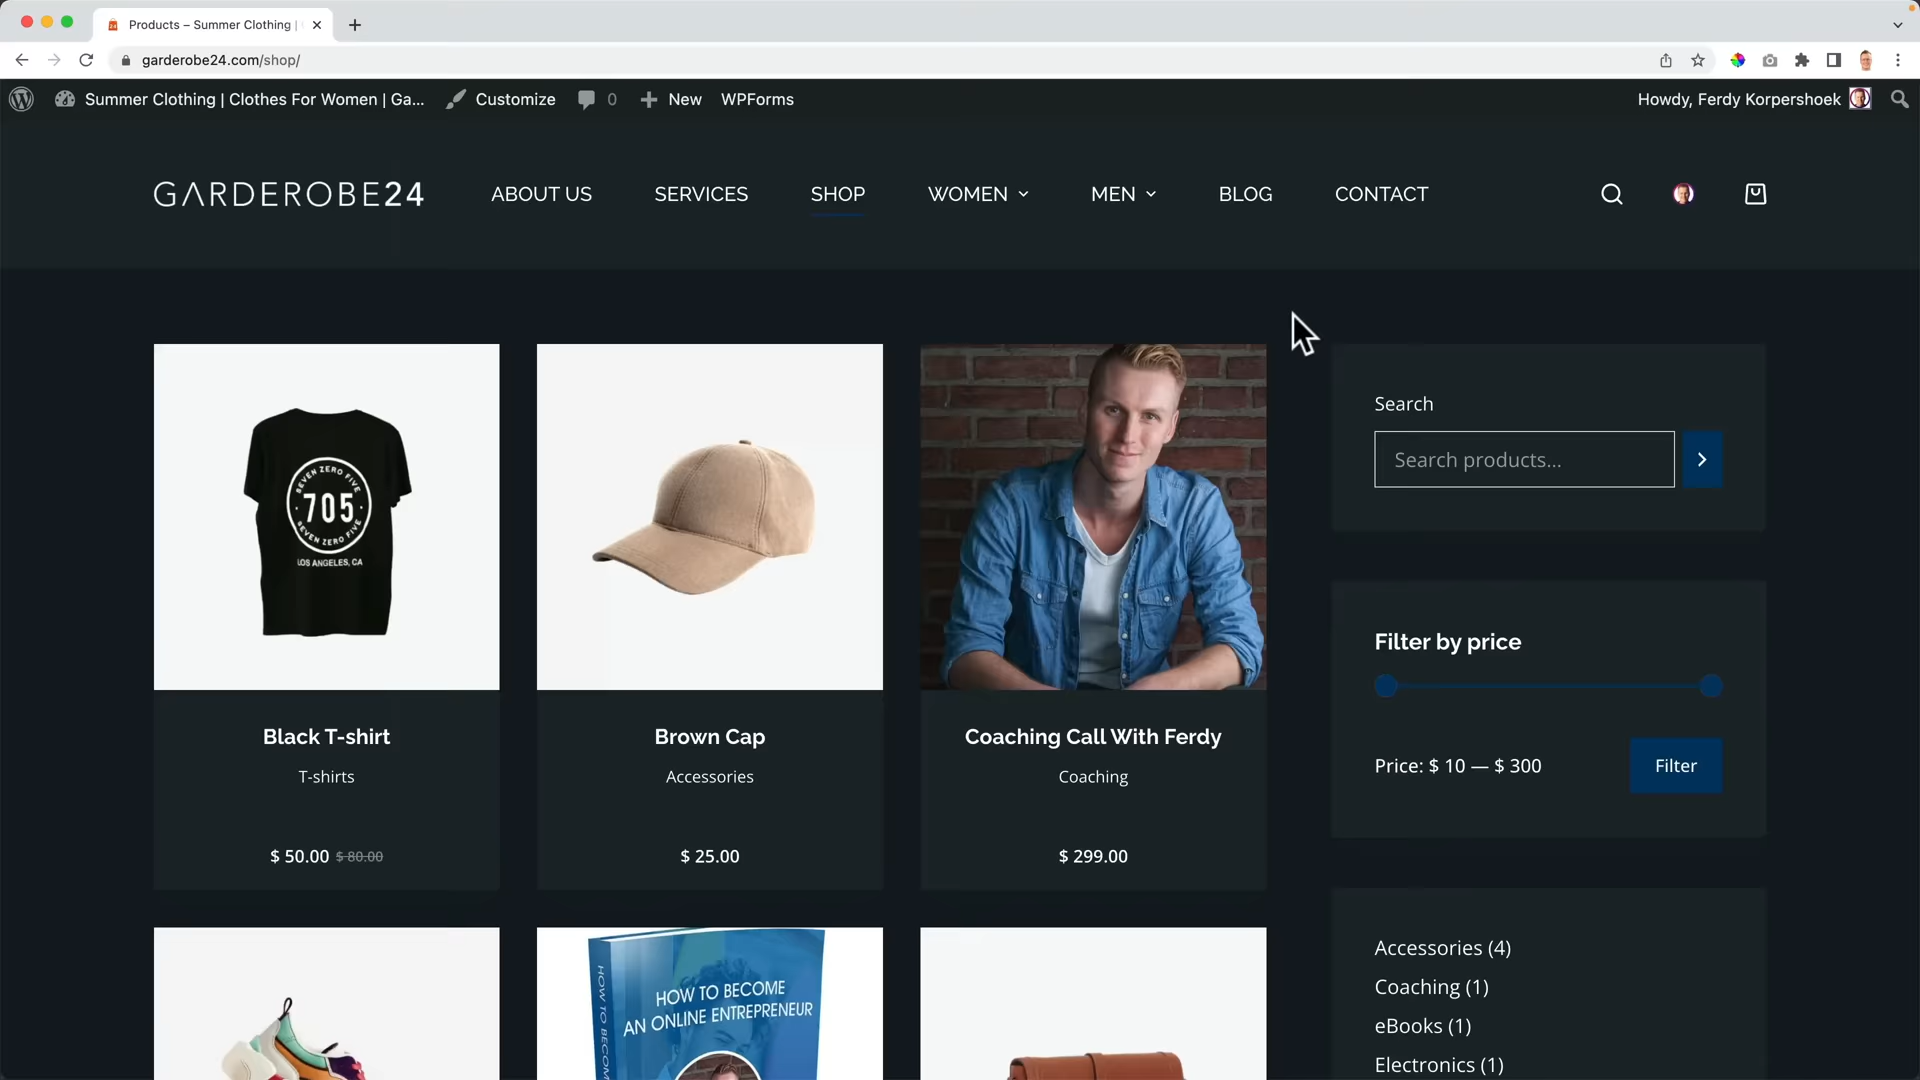 Products – Summer Clothing |
garderobe24.com/shop/
Summer Clothing | Clothes For Women | Ga...
Customize
0
New
WPForms
Howdy, Ferdy Korpershoek
GARDEROBE24
ABOUT US
SERVICES
SHOP
WOMEN
MEN
BLOG
CONTACT
SEVEN ZERO FIVE
705
SEVEN ZERO FIVE
LOS ANGELES, CA
Black T-shirt
T-shirts
$ 50.00 $ 80.00
Brown Cap
Accessories
$ 25.00
Coaching Call With Ferdy
Coaching
$ 299.00
HOW TO BECOM
HOW TO BECOME
AN ONLINE ENTREPRENEUR
Search
Search products...
Filter by price
Price: $ 10 — $ 300
Filter
Accessories (4)
Coaching (1)
eBooks (1)
Electronics (1)